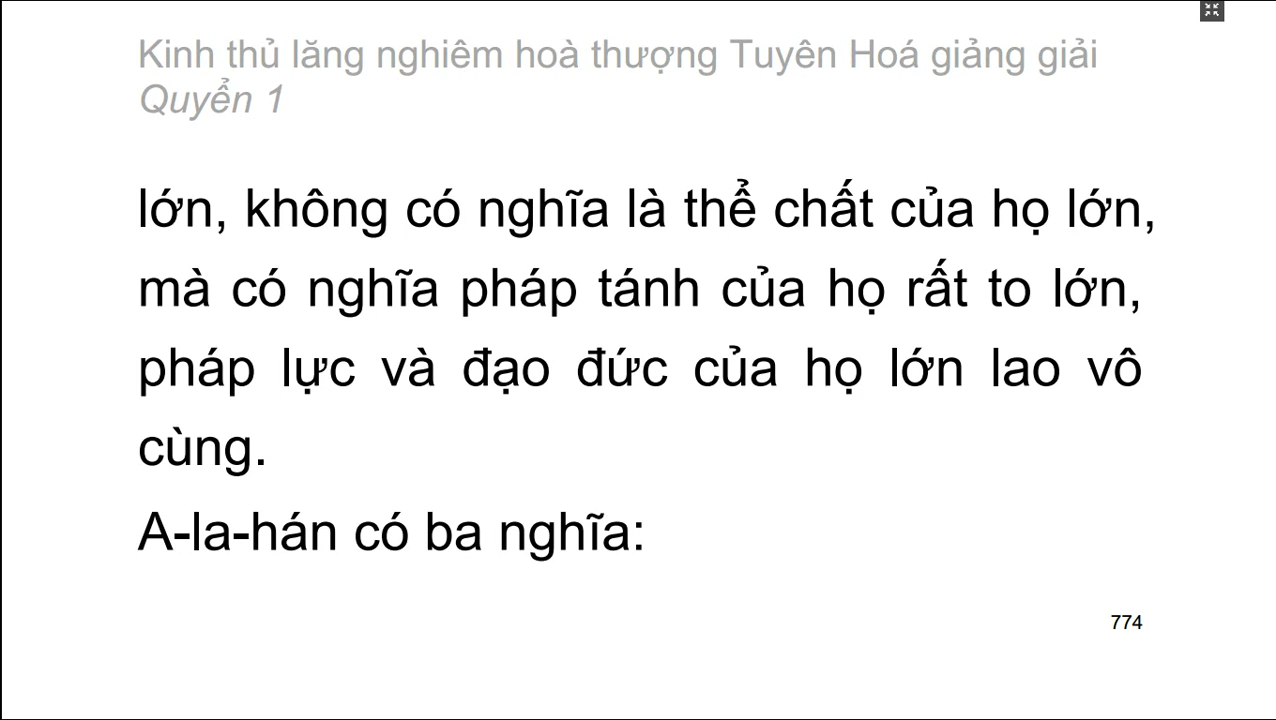 Kinh thủ lăng nghiêm hoà thượng Tuyên Hoá giảng giải
Quyển 1
lớn, không có nghĩa là thể chất của họ lớn,
mà có nghĩa pháp tánh của họ rất to lớn,
pháp lực và đạo đức của họ lớn lao vô
cùng.
A-la-hán có ba nghĩa:
774